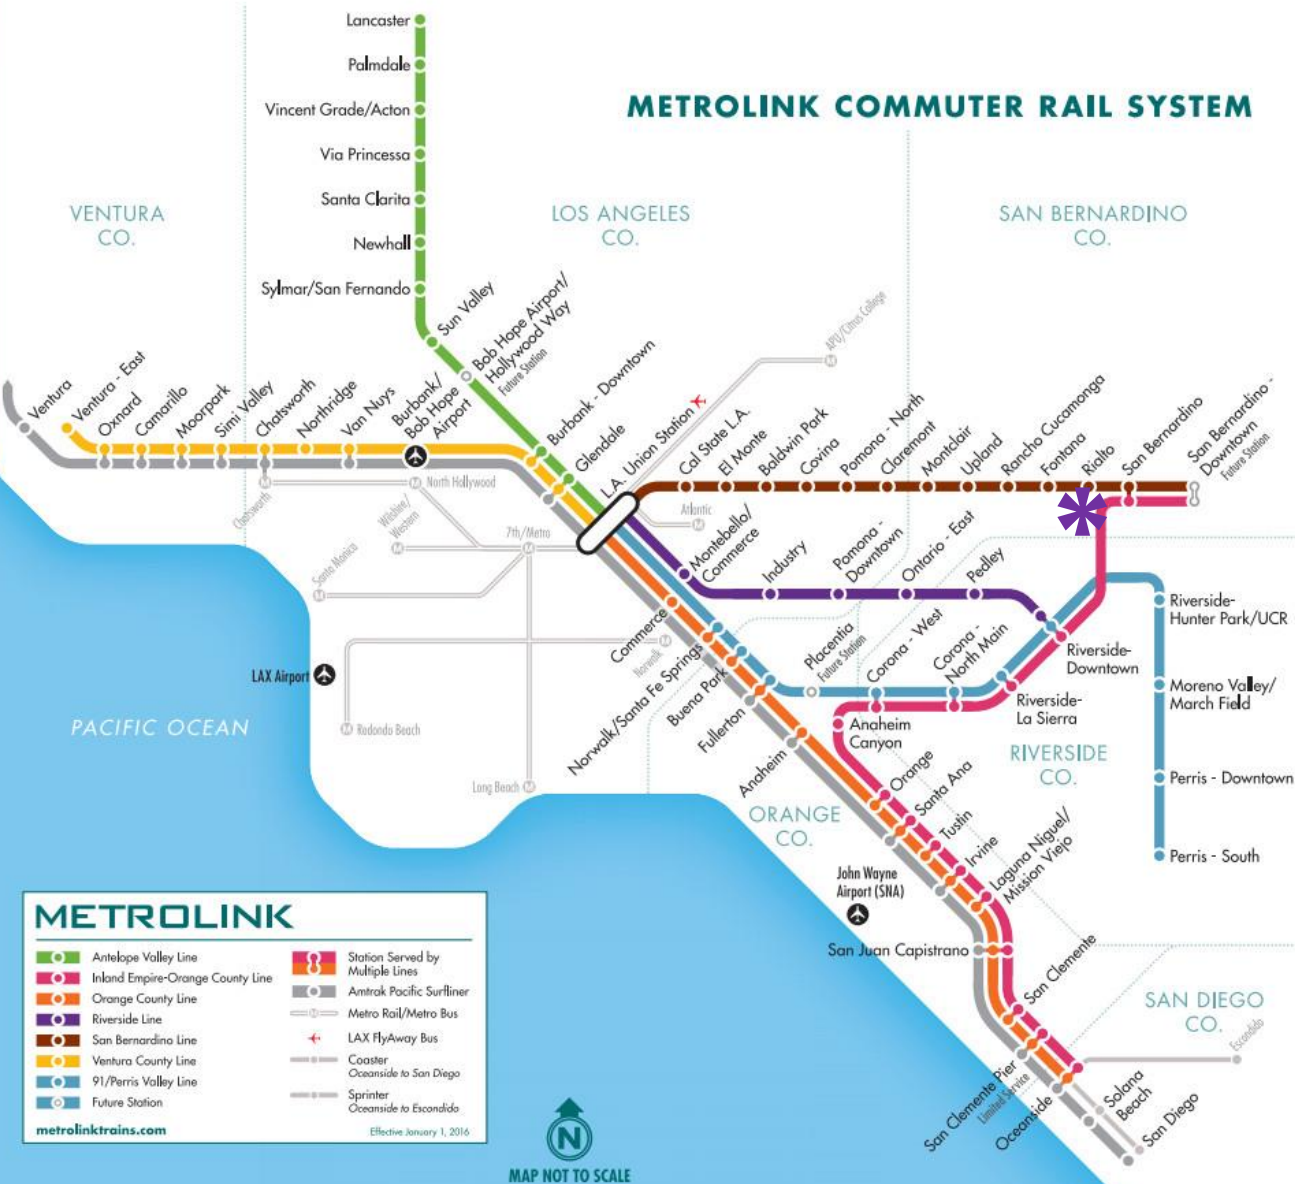 METROLINK COMMUTER RAIL SYSTEM
Lancaster
Palmdale
Vincent Grade/Acton
Via Princessa
Santa Clarita
Newhall
Sylmar/San Fernando
Sun Valley
Bob Hope Airport/
Hollywood Way
Future Station
VENTURA
CO.
LOS ANGELES
CO.
SAN BERNARDINO
CO.
Ventura
Ventura - East
Oxnard
Camarillo
Moorpark
Simi Valley
Chatsworth
Northridge
Van Nuys
Burbank/
Bob Hope
Airport
Burbank - Downtown
Glendale
L.A. Union Station
APU/Citrus College
M
Cal State L.A.
El Monte
Baldwin Park
Covina
Pomona - North
Claremont
Montclair
Upland
Rancho Cucamonga
Fontana
Rialto
San Bernardino
San Bernardino -
Downtown
Future Station
Chatsworth
M
North Hollywood
M
Wilshire/
Western
M
7th/Metro
M
Atlantic
M
Santa Monica
M
Norwalk
M
Redondo Beach
M
Long Beach
M
LAX Airport
PACIFIC OCEAN
Montebello/
Commerce
Industry
Pomona -
Downtown
Ontario - East
Pedley
Riverside-
Hunter Park/UCR
Riverside-
Downtown
Commerce
Norwalk/Santa Fe Springs
Buena Park
Fullerton
Anaheim
Placentia
Future Station
Corona - West
Corona -
North Main
Riverside-
La Sierra
Moreno Valley/
March Field
Anaheim
Canyon
RIVERSIDE
CO.
Perris - Downtown
Perris - South
Orange
Santa Ana
Tustin
Irvine
Laguna Niguel/
Mission Viejo
ORANGE
CO.
John Wayne
Airport (SNA)
San Juan Capistrano
San Clemente
SAN DIEGO
CO.
Escondido
San Clemente Pier
Limited Service
Oceanside
Solana
Beach
San Diego
METROLINK
Antelope Valley Line
Inland Empire-Orange County Line
Orange County Line
Riverside Line
San Bernardino Line
Ventura County Line
91/Perris Valley Line
Future Station
Station Served by
Multiple Lines
Amtrak Pacific Surfliner
M
Metro Rail/Metro Bus
LAX FlyAway Bus
Coaster
Oceanside to San Diego
Sprinter
Oceanside to Escondido
metrolinktrains.com
Effective January 1, 2016
N
MAP NOT TO SCALE